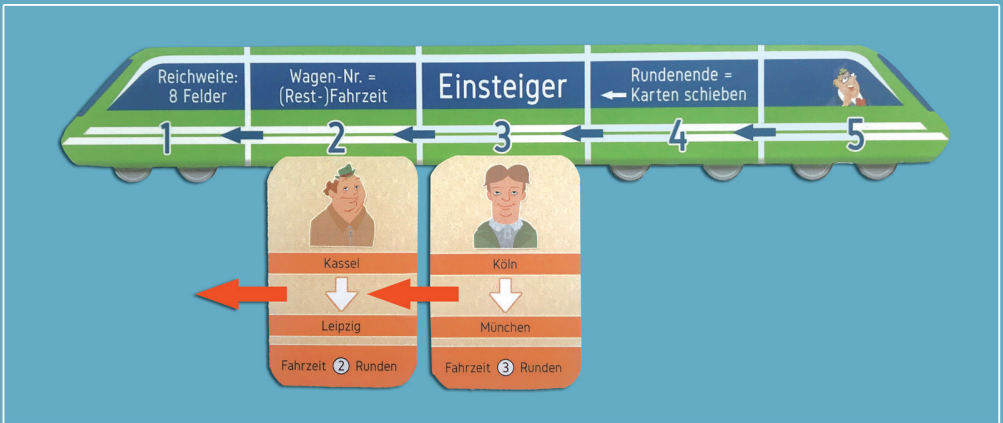 Reichweite:
8 Felder
Wagen-Nr. =
(Rest-)Fahrzeit
Einsteiger
Rundenende =
Karten schieben
1
2
3
4
5
Kassel
Leipzig
Fahrzeit 2 Runden
Köln
München
Fahrzeit 3 Runden